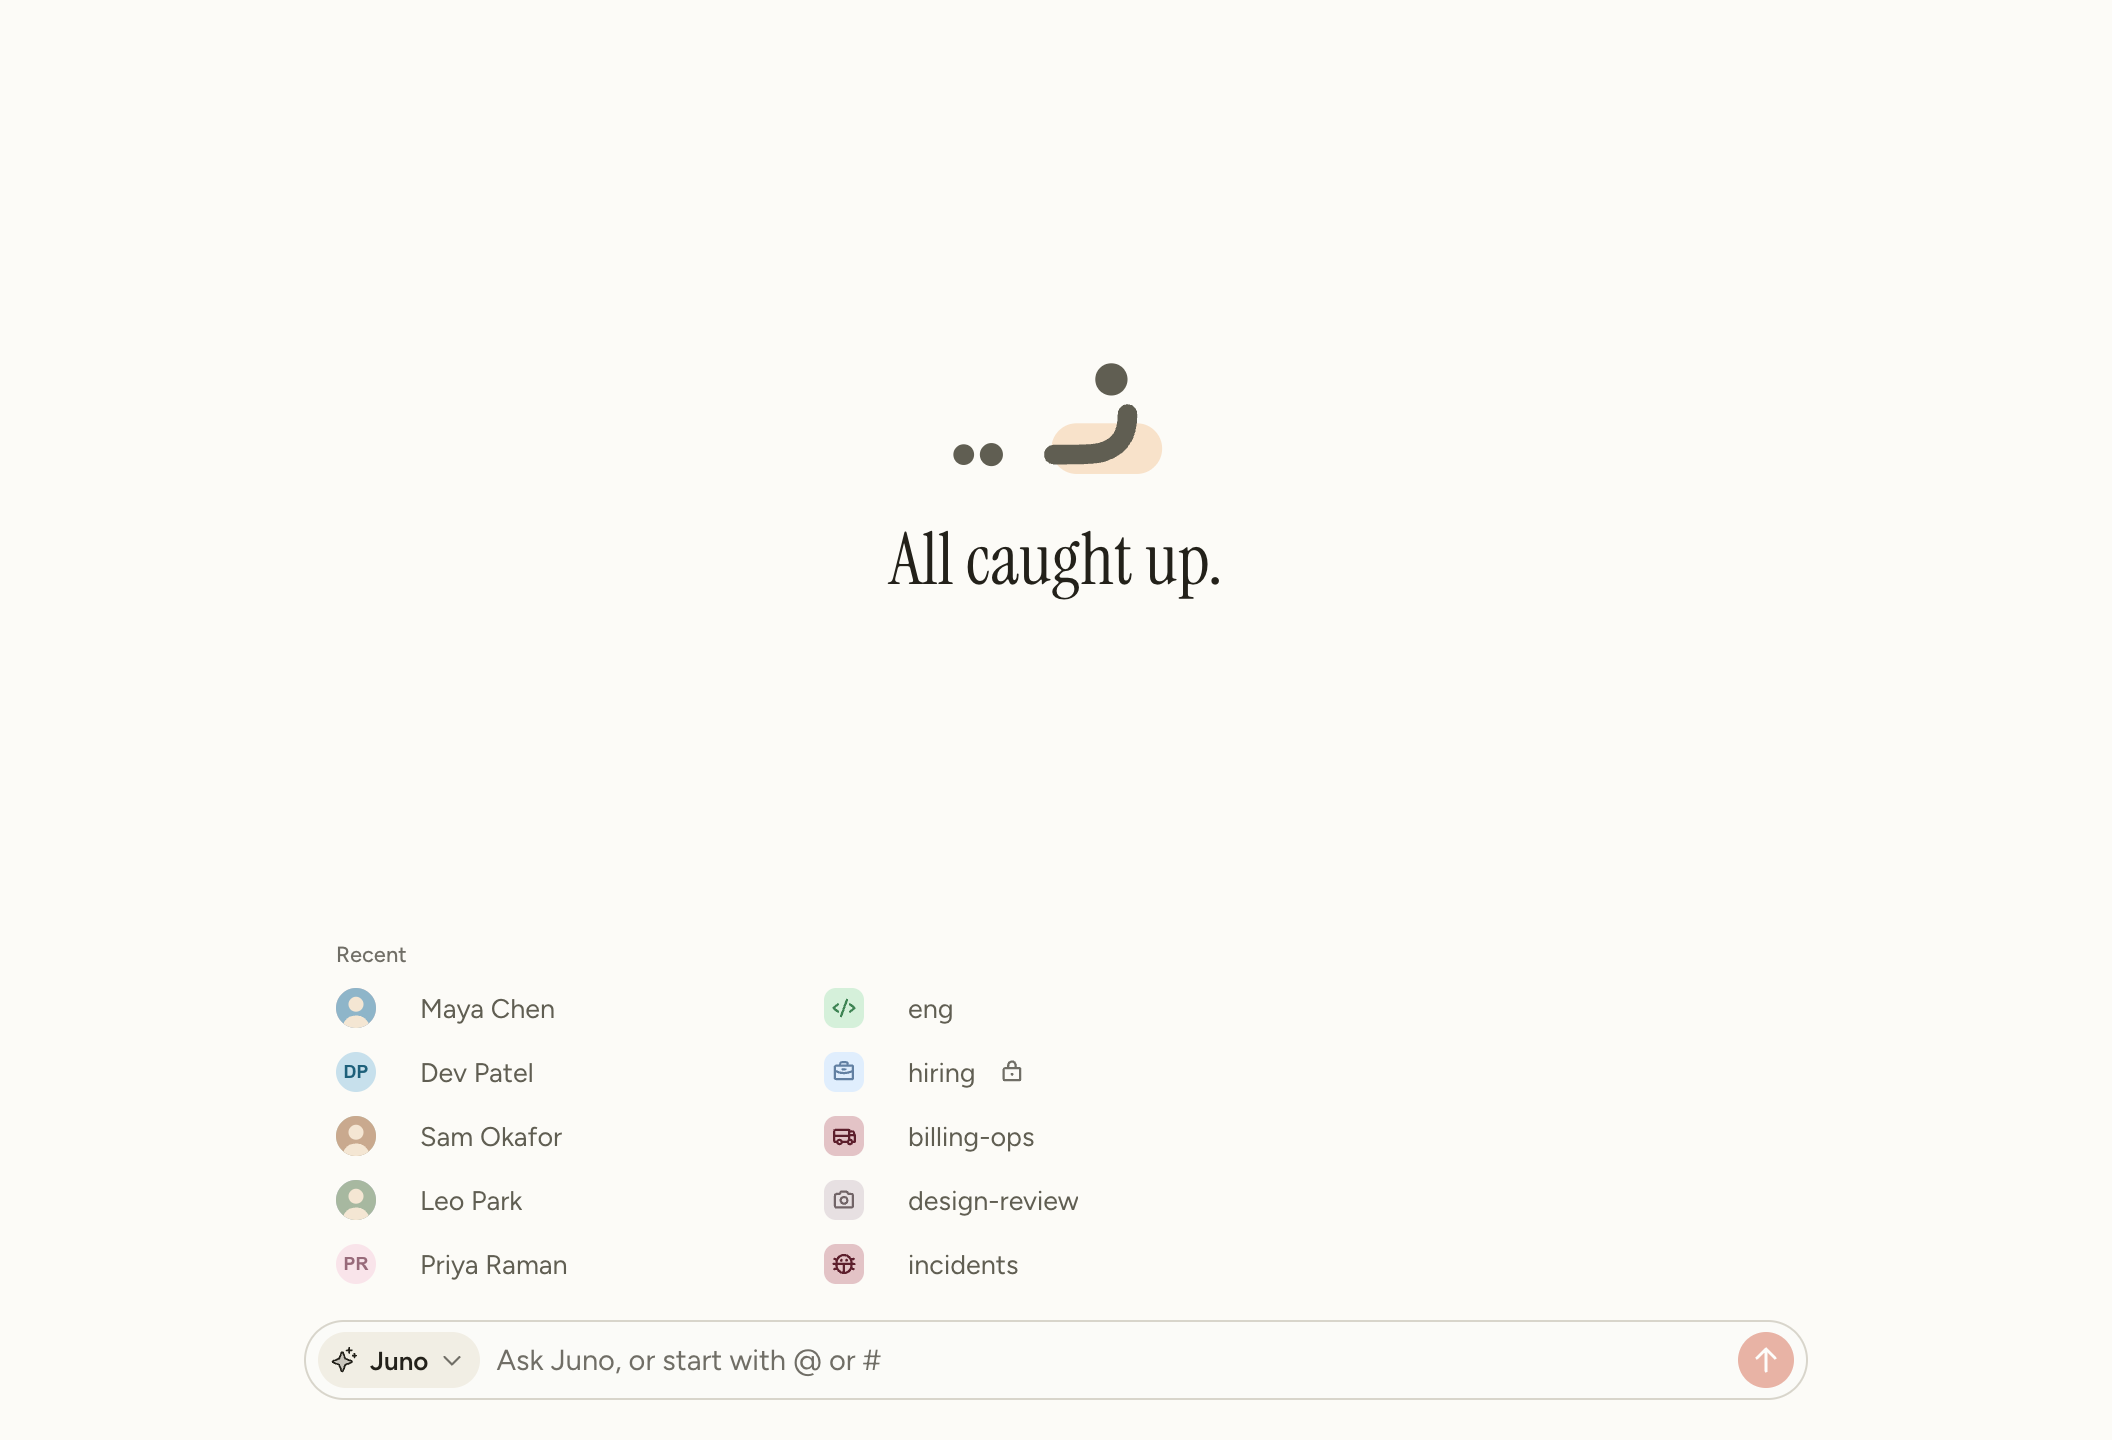 All caught up.
Recent
Maya Chen
eng
DP
Dev Patel
hiring
Sam Okafor
billing-ops
Leo Park
design-review
PR
Priya Raman
incidents
Juno
Ask Juno, or start with @ or #